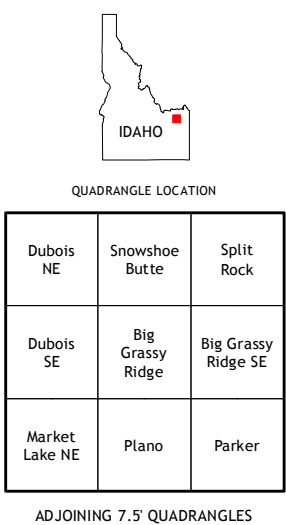 IDAHO
QUADRANGLE LOCATION
Dubois
NE
Snowshoe
Butte
Split
Rock
Dubois
SE
Big
Grassy
Ridge
Big Grassy
Ridge SE
Market
Lake NE
Plano
Parker
ADJOINING 7.5' QUADRANGLES